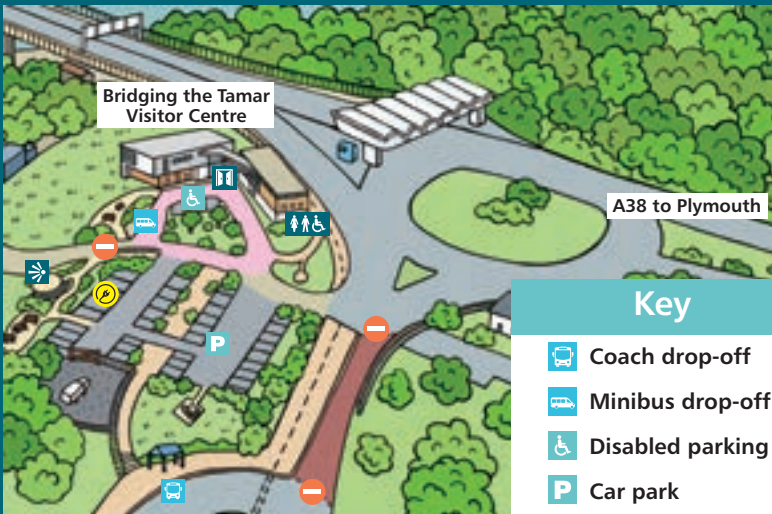 Bridging the Tamar
Visitor Centre
A38 to Plymouth
P
Key
Coach drop-off
Minibus drop-off
Disabled parking
P Car park